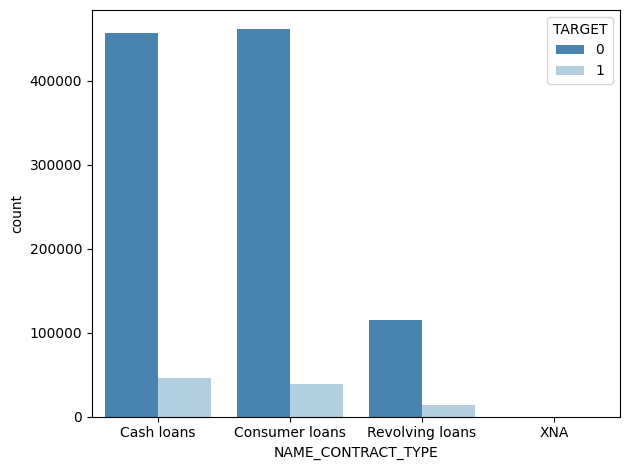 TARGET
0
1
400000
300000
200000
100000
0
count
Cash loans
Consumer loans
Revolving loans
XNA
NAME_CONTRACT_TYPE